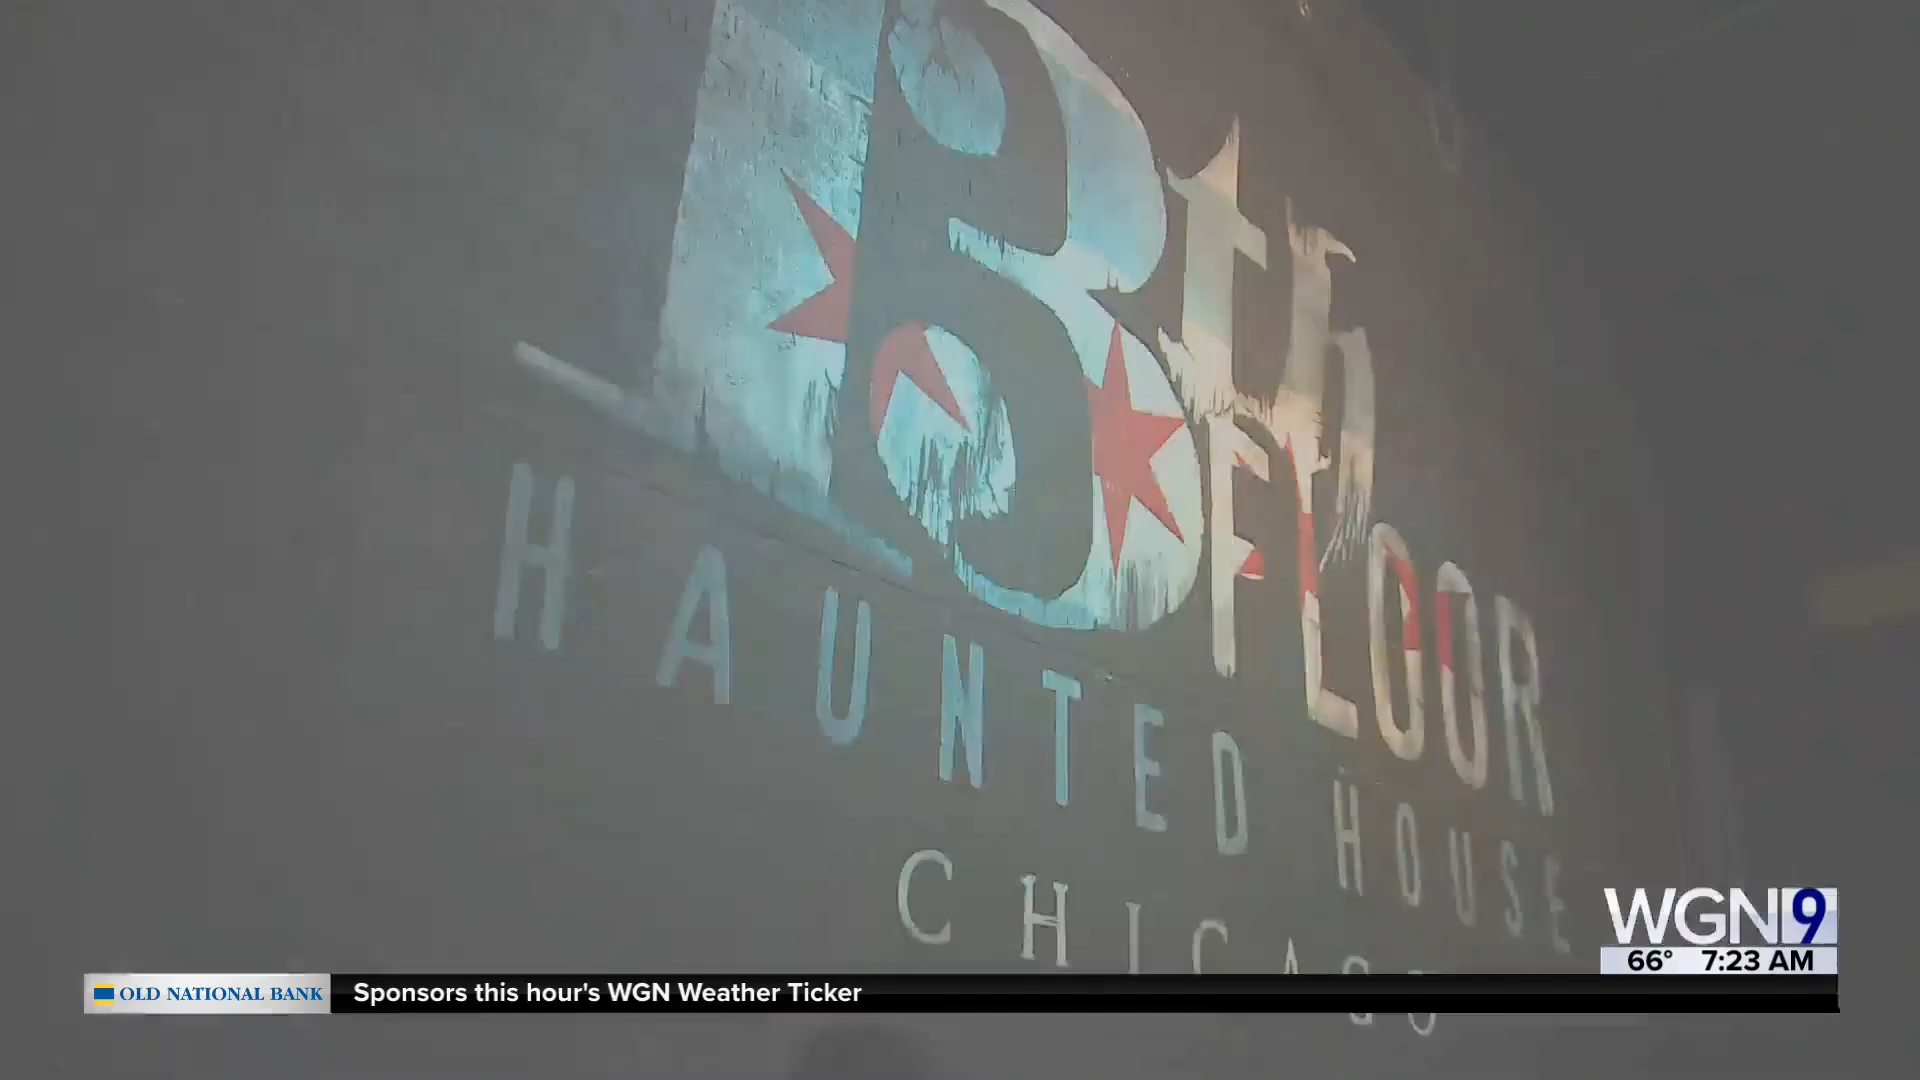 13th
FLOOR
HAUNTED HOUSE
CHICAGO
WGN9
66° 7:23 AM
OLD NATIONAL BANK Sponsors this hour's WGN Weather Ticker